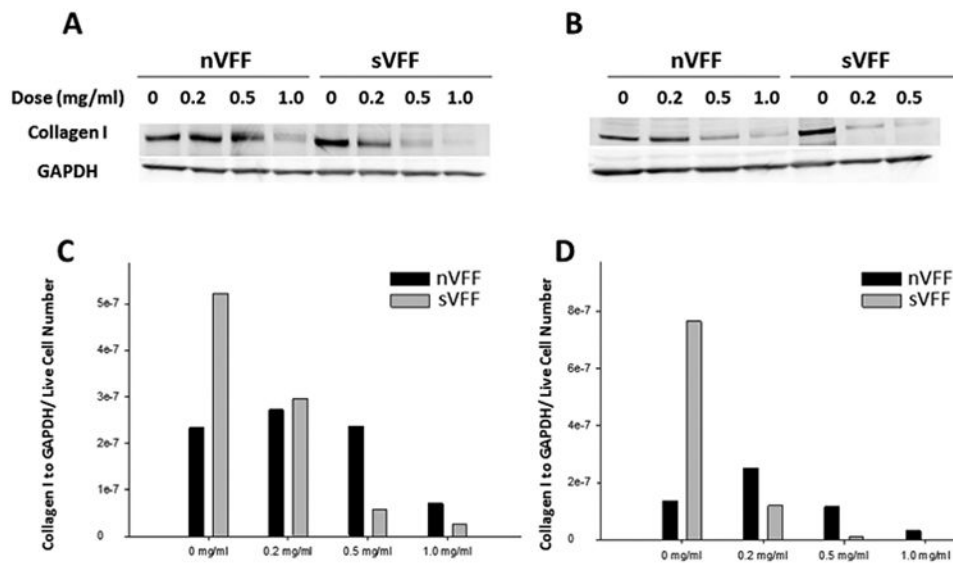 A
nVFF sVFF
Dose (mg/ml) 0 0.2 0.5 1.0 0 0.2 0.5 1.0
Collagen I
GAPDH
B
nVFF sVFF
0 0.2 0.5 1.0 0 0.2 0.5
C
nVFF
sVFF
Collagen I to GAPDH/ Live Cell Number
5e-7
4e-7
3e-7
2e-7
1e-7
0
0 mg/ml 0.2 mg/ml 0.5 mg/ml 1.0 mg/ml
D
nVFF
sVFF
Collagen I to GAPDH/ Live Cell Number
8e-7
6e-7
4e-7
2e-7
0
0 mg/ml 0.2 mg/ml 0.5 mg/ml 1.0 mg/ml